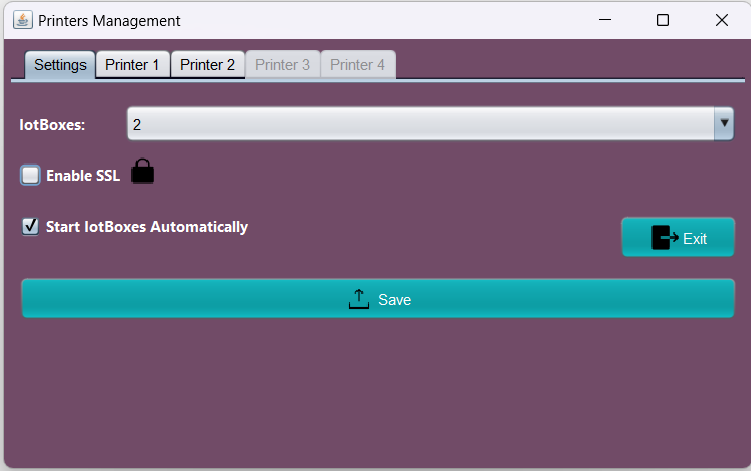 Printers Management
Settings Printer 1 Printer 2 Printer 3 Printer 4
IotBoxes: 2
Enable SSL
Start IotBoxes Automatically
Exit
Save